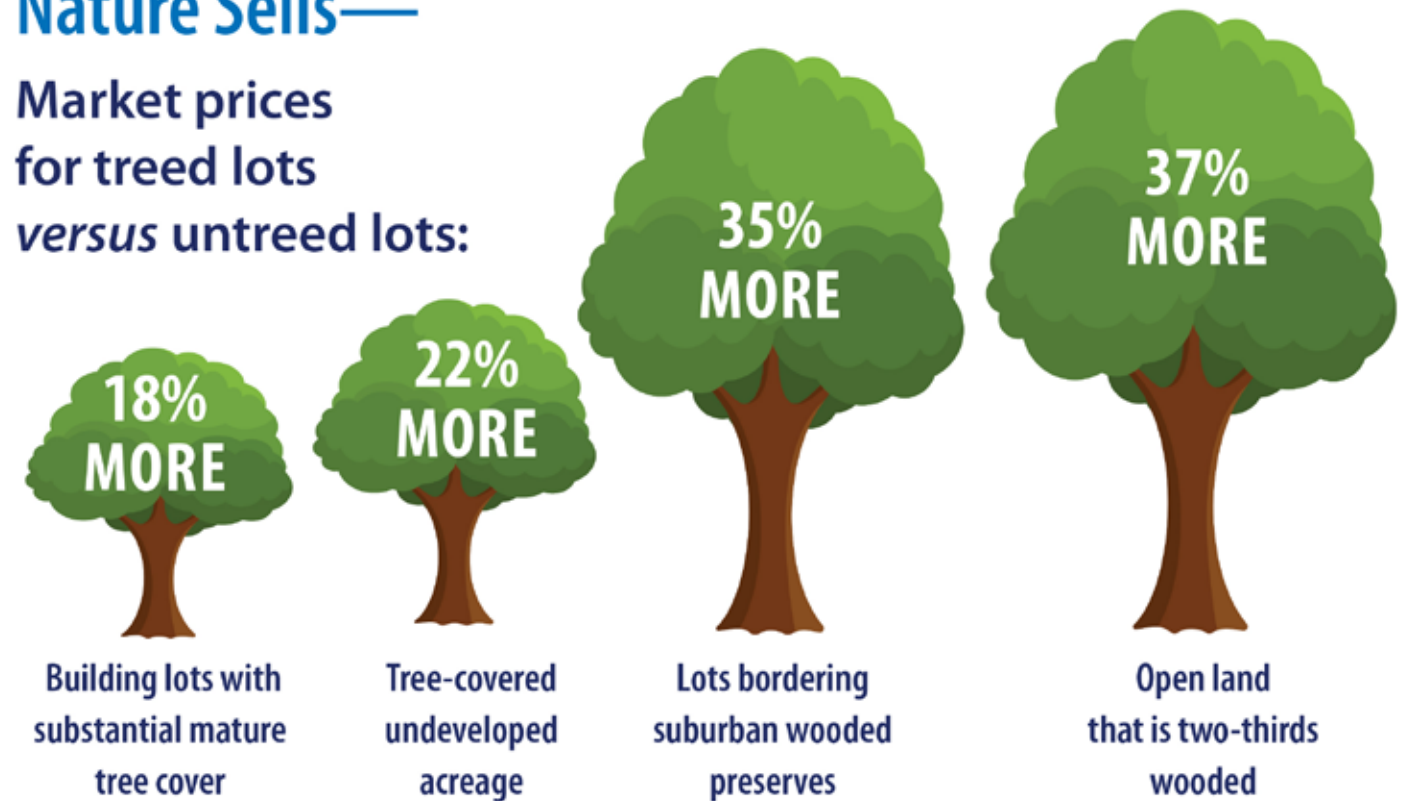 Nature Sells—
Market prices
for treed lots
versus untreed lots:
18%
MORE
22%
MORE
35%
MORE
37%
MORE
Building lots with
substantial mature
tree cover
Tree-covered
undeveloped
acreage
Lots bordering
suburban wooded
preserves
Open land
that is two-thirds
wooded